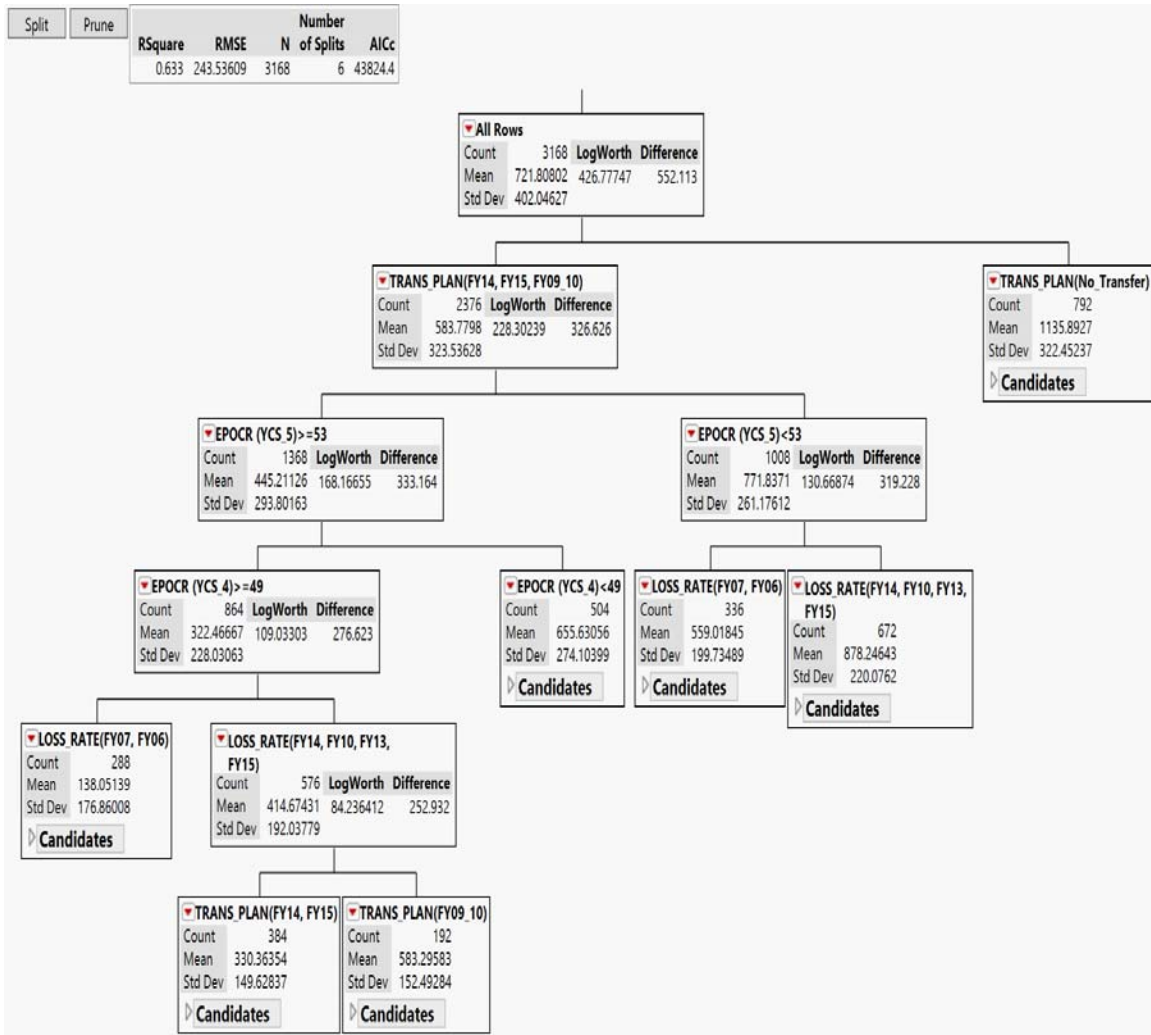 Split Prune
Number
RSquare RMSE N of Splits AICc
0.633 243.53609 3168 6 43824.4
All Rows
Count 3168 LogWorth Difference
Mean 721.80802 426.77747 552.113
Std Dev 402.04627
TRANS_PLAN(FY14, FY15, FY09_10)
Count 2376 LogWorth Difference
Mean 583.7798 228.30239 326.626
Std Dev 323.53628
TRANS_PLAN(No_Transfer)
Count 792
Mean 1135.8927
Std Dev 322.45237
Candidates
EPOCR (YCS_5)>=53
Count 1368 LogWorth Difference
Mean 445.21126 168.16655 333.164
Std Dev 293.80163
EPOCR (YCS_5)<53
Count 1008 LogWorth Difference
Mean 771.8371 130.66874 319.228
Std Dev 261.17612
EPOCR (YCS_4)>=49
Count 864 LogWorth Difference
Mean 322.46667 109.03303 276.623
Std Dev 228.03063
EPOCR (YCS_4)<49
Count 504
Mean 655.63056
Std Dev 274.10399
Candidates
LOSS_RATE(FY07, FY06)
Count 336
Mean 559.01845
Std Dev 199.73489
Candidates
LOSS_RATE(FY14, FY10, FY13,
FY15)
Count 672
Mean 878.24643
Std Dev 220.0762
Candidates
LOSS_RATE(FY07, FY06)
Count 288
Mean 138.05139
Std Dev 176.86008
Candidates
LOSS_RATE(FY14, FY10, FY13,
FY15)
Count 576 LogWorth Difference
Mean 414.67431 84.236412 252.932
Std Dev 192.03779
TRANS_PLAN(FY14, FY15)
Count 384
Mean 330.36354
Std Dev 149.62837
Candidates
TRANS_PLAN(FY09_10)
Count 192
Mean 583.29583
Std Dev 152.49284
Candidates